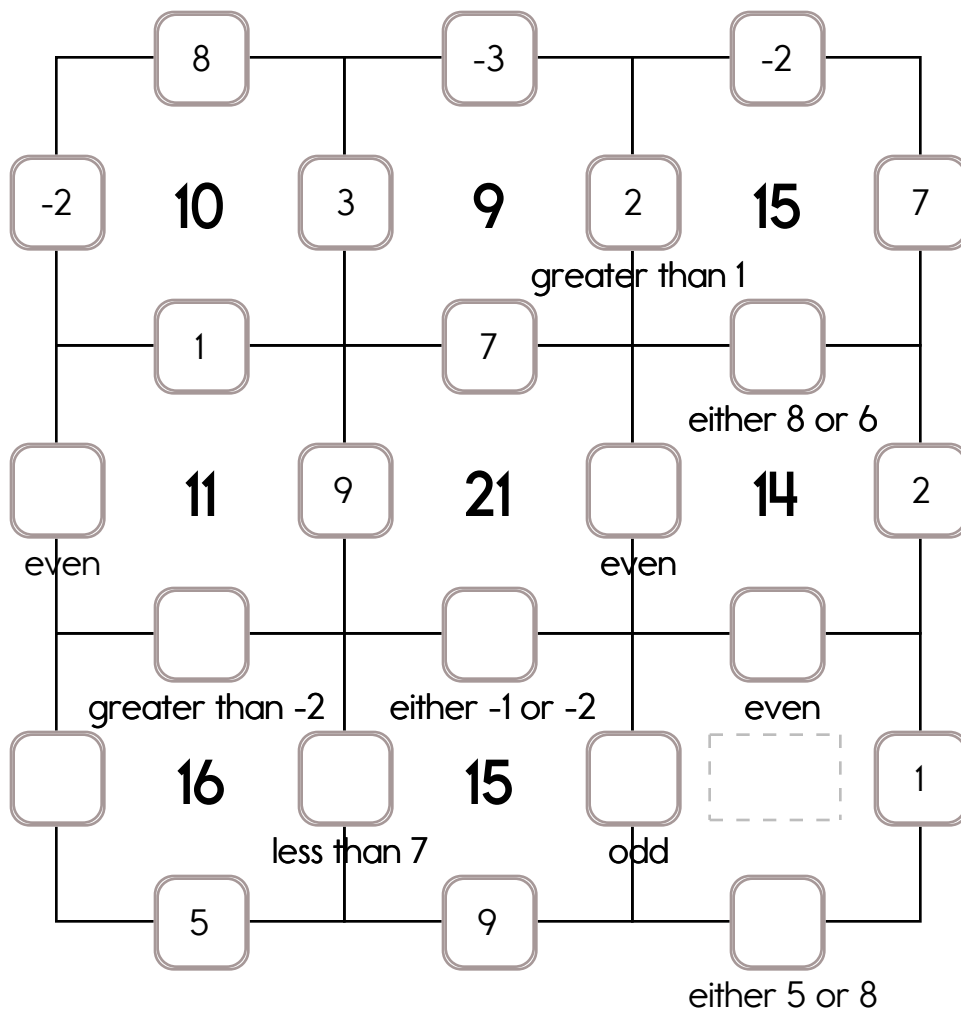 8 -3 -2
-2 10 3 9 2 15 7
greater than 1
1 7
either 8 or 6
11 9 21 14 2
even even
greater than -2 either -1 or -2 even
16 15 1
less than 7 odd
5 9
either 5 or 8